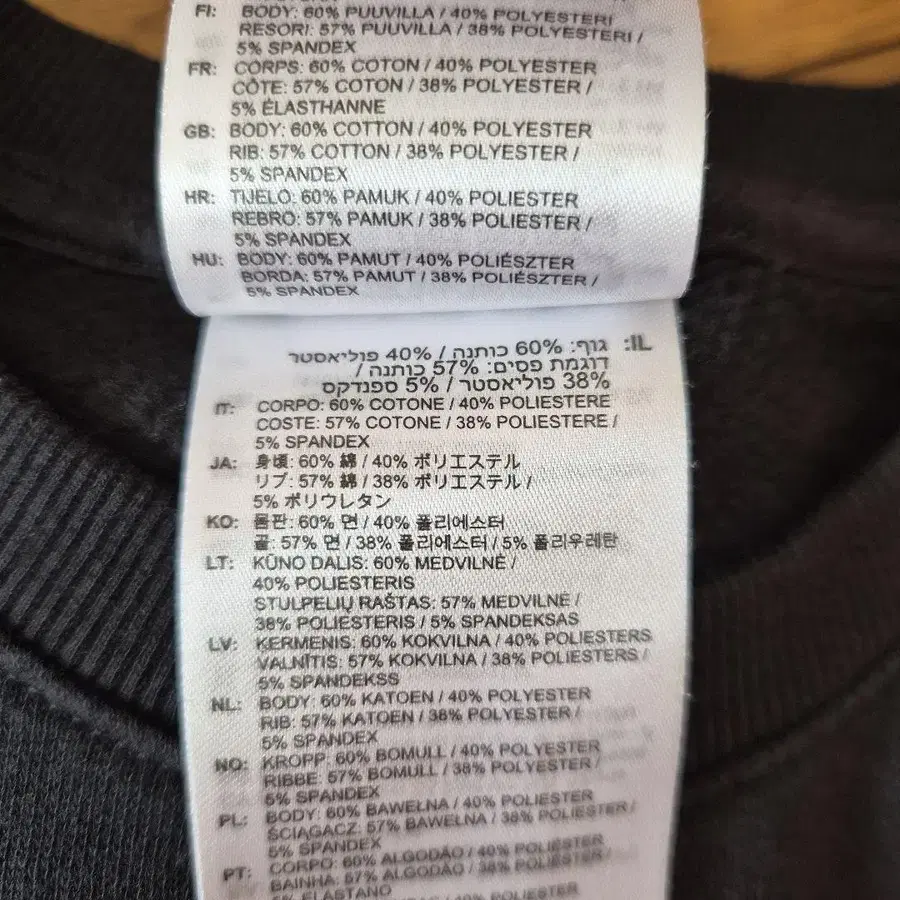 FI: BODY: 60% PUUVILLA / 40% POLYESTERI
RESORI: 57% PUUVILLA / 38% POLYESTERI /
5% SPANDEX
FR: CORPS: 60% COTON / 40% POLYESTER
CÔTE: 57% COTON / 38% POLYESTER /
5% ÉLASTHANNE
GB: BODY: 60% COTTON / 40% POLYESTER
RIB: 57% COTTON / 38% POLYESTER /
5% SPANDEX
HR: TIJELO: 60% PAMUK / 40% POLIESTER
REBRO: 57% PAMUK / 38% POLIESTER /
5% SPANDEX
HU: BODY: 60% PAMUT / 40% POLIÉSZTER
BORDA: 57% PAMUT / 38% POLIÉSZTER /
5% SPANDEX
IL: גוף: 60% כותנה / 40% פוליאסטר
דוגמת פסים: 57% כותנה /
38% פוליאסטר / 5% ספנדקס
IT: CORPO: 60% COTONE / 40% POLIESTERE
COSTE: 57% COTONE / 38% POLIESTERE /
5% SPANDEX
JA: 身頃: 60% 綿 / 40% ポリエステル
リブ: 57% 綿 / 38% ポリエステル /
5% ポリウレタン
KO: 몸판: 60% 면 / 40% 폴리에스터
골: 57% 면 / 38% 폴리에스터 / 5% 폴리우레탄
LT: KŪNO DALIS: 60% MEDVILNĖ /
40% POLIESTERIS
STULPELIŲ RAŠTAS: 57% MEDVILNĖ /
38% POLIESTERIS / 5% SPANDEKSAS
LV: ĶERMENIS: 60% KOKVILNA / 40% POLIESTERS
VALNĪTIS: 57% KOKVILNA / 38% POLIESTERS /
5% SPANDEKSS
NL: BODY: 60% KATOEN / 40% POLYESTER
RIB: 57% KATOEN / 38% POLYESTER /
5% SPANDEX
NO: KROPP: 60% BOMULL / 40% POLYESTER
RIBBE: 57% BOMULL / 38% POLYESTER /
5% SPANDEX
PL: BODY: 60% BAWEŁNA / 40% POLIESTER
ŚCIĄGACZ: 57% BAWEŁNA / 38% POLIESTER /
5% SPANDEX
PT: CORPO: 60% ALGODÃO / 40% POLIÉSTER
BAINHA: 57% ALGODÃO / 38% POLIÉSTER /
5% ELASTANO